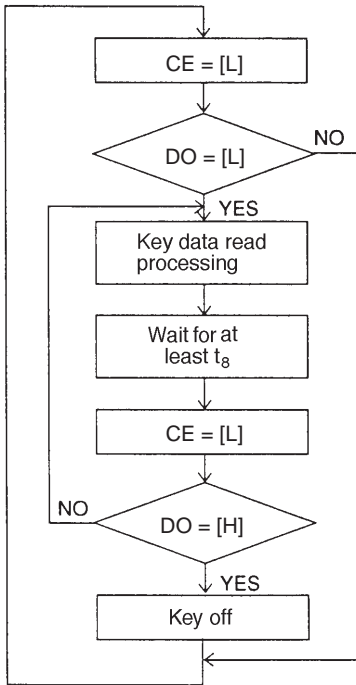 CE = [L]
DO = [L]
NO
YES
Key data read
processing
Wait for at
least t₈
CE = [L]
NO
DO = [H]
YES
Key off